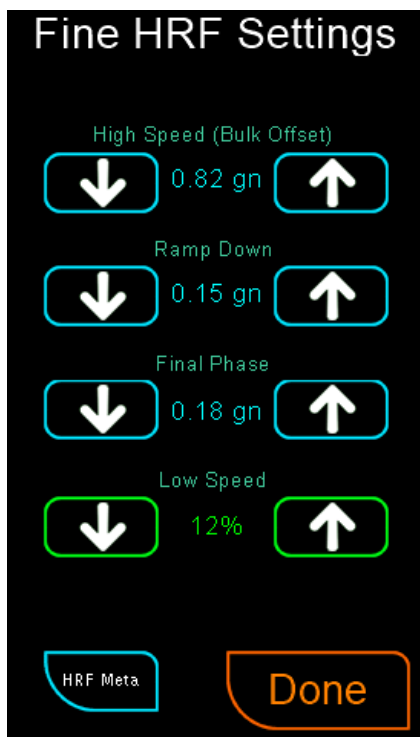 Fine HRF Settings
High Speed (Bulk Offset)
0.82 gn
Ramp Down
0.15 gn
Final Phase
0.18 gn
Low Speed
12%
HRF Meta
Done